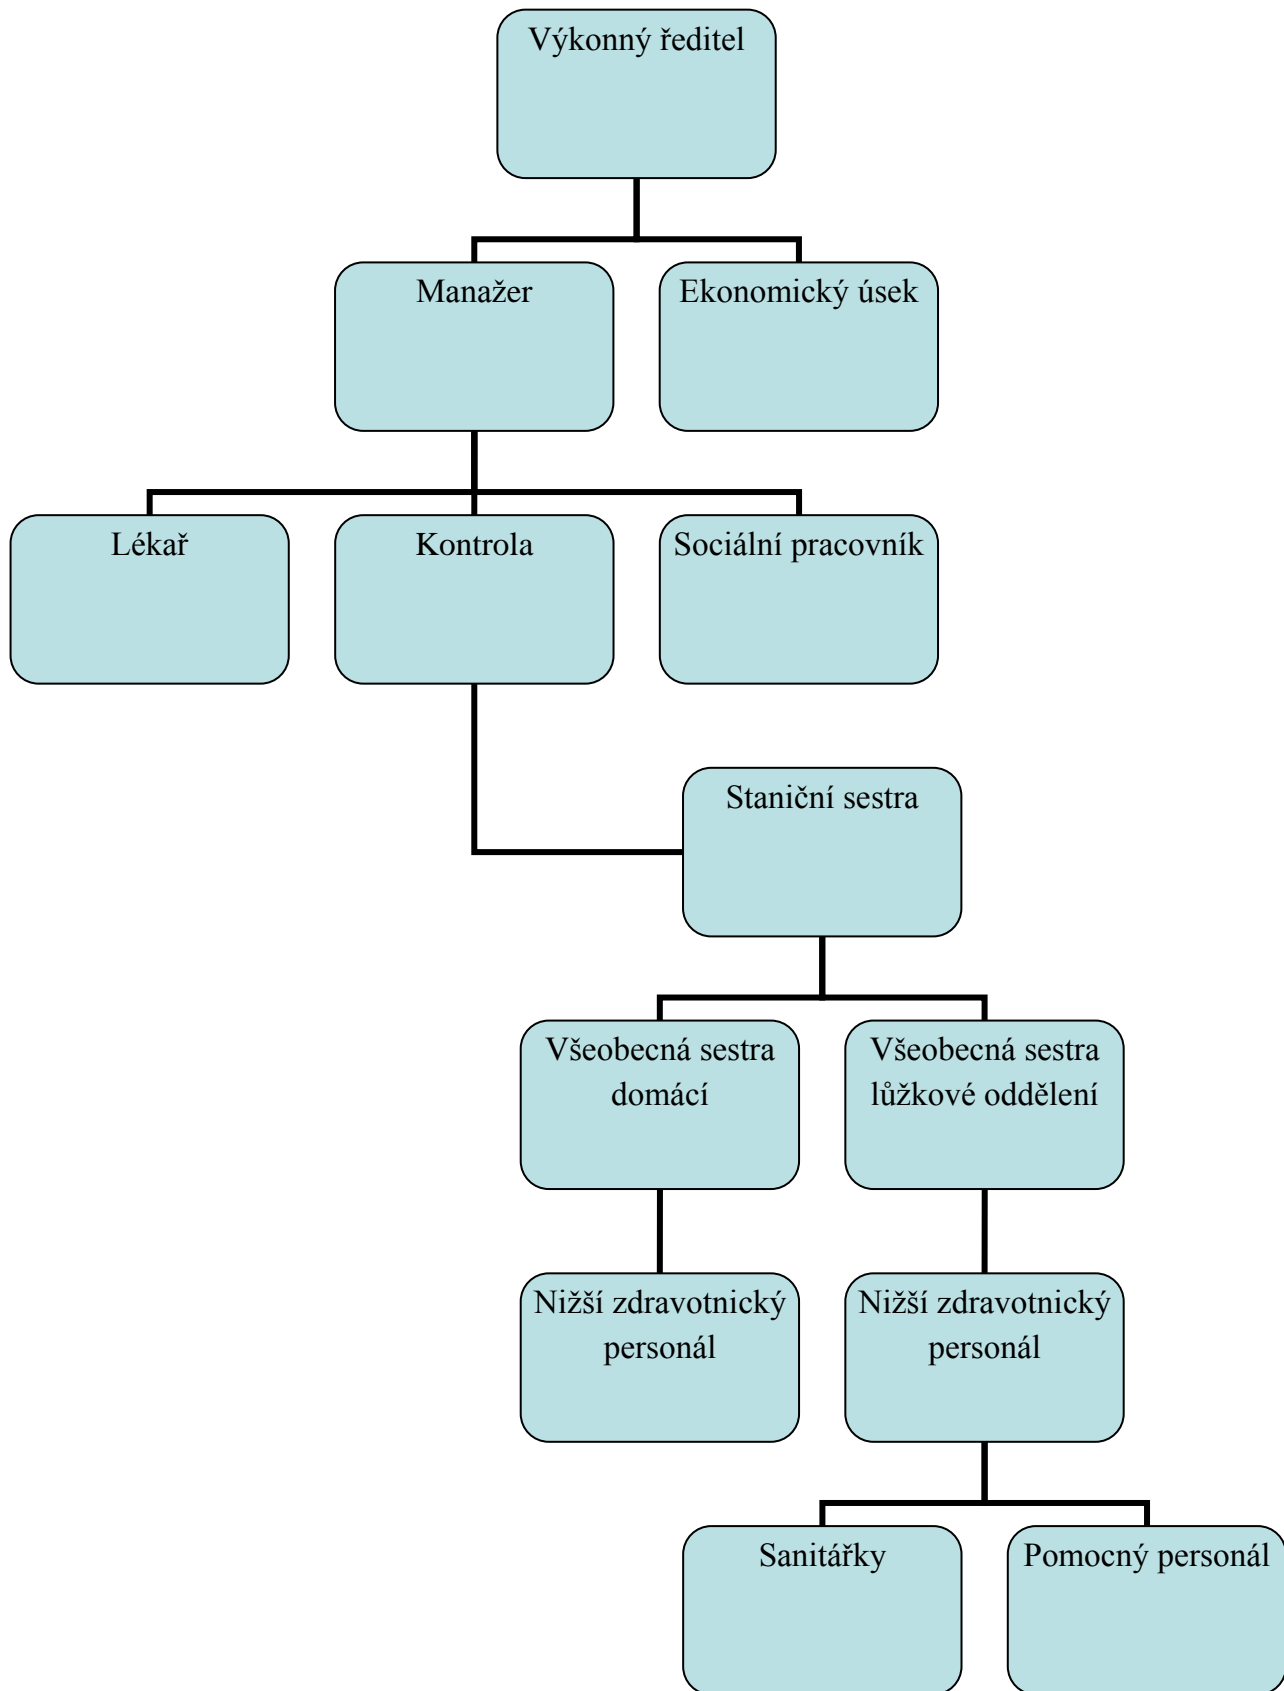 Výkonný ředitel
Manažer
Ekonomický úsek
Lékař
Kontrola
Sociální pracovník
Staniční sestra
Všeobecná sestra
domácí
Všeobecná sestra
lůžkové oddělení
Nižší zdravotnický
personál
Nižší zdravotnický
personál
Sanitářky
Pomocný personál